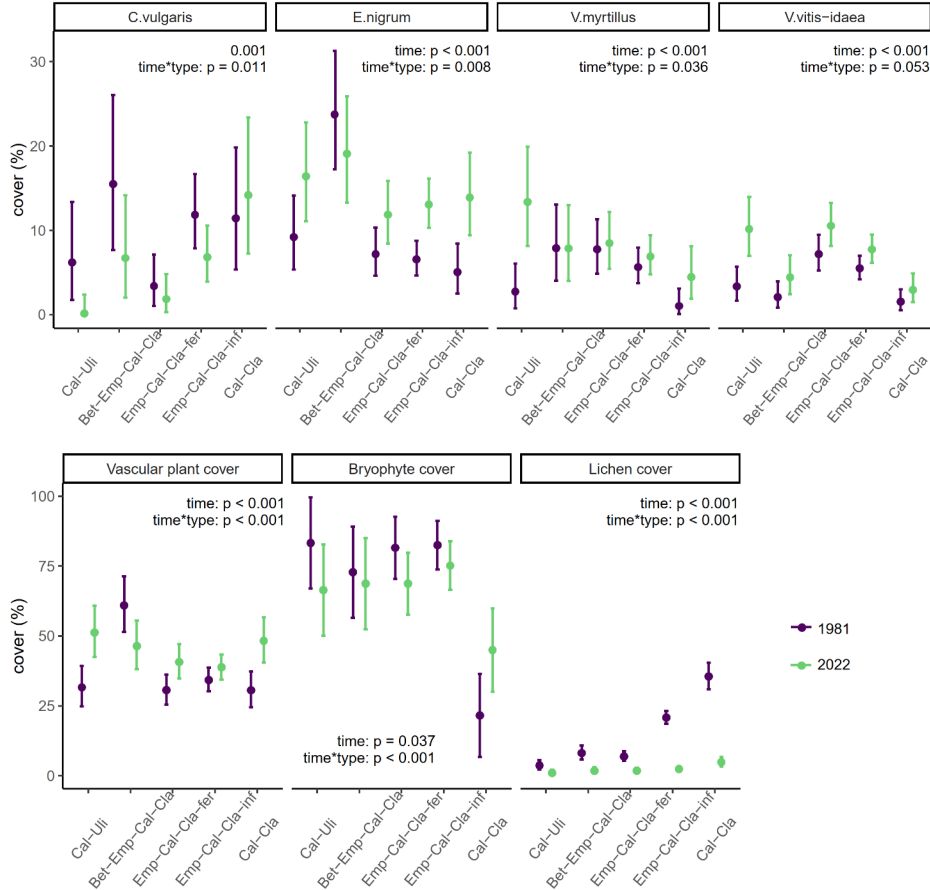 C.vulgaris
E.nigrum
V.myrtillus
V.vitis−idaea
0.001
time*type: p = 0.011
time: p < 0.001
time*type: p = 0.008
time: p < 0.001
time*type: p = 0.036
time: p < 0.001
time*type: p = 0.053
cover (%)
30
20
10
0
Cal−Uli
Bet−Emp−Cal−Cla
Emp−Cal−Cla−fer
Emp−Cal−Cla−inf
Cal−Cla
Cal−Uli
Bet−Emp−Cal−Cla
Emp−Cal−Cla−fer
Emp−Cal−Cla−inf
Cal−Cla
Cal−Uli
Bet−Emp−Cal−Cla
Emp−Cal−Cla−fer
Emp−Cal−Cla−inf
Cal−Cla
Cal−Uli
Bet−Emp−Cal−Cla
Emp−Cal−Cla−fer
Emp−Cal−Cla−inf
Cal−Cla
Vascular plant cover
Bryophyte cover
Lichen cover
time: p < 0.001
time*type: p < 0.001
time: p = 0.037
time*type: p < 0.001
time: p < 0.001
time*type: p < 0.001
cover (%)
100
75
50
25
0
Cal−Uli
Bet−Emp−Cal−Cla
Emp−Cal−Cla−fer
Emp−Cal−Cla−inf
Cal−Cla
Cal−Uli
Bet−Emp−Cal−Cla
Emp−Cal−Cla−fer
Emp−Cal−Cla−inf
Cal−Cla
Cal−Uli
Bet−Emp−Cal−Cla
Emp−Cal−Cla−fer
Emp−Cal−Cla−inf
Cal−Cla
1981
2022